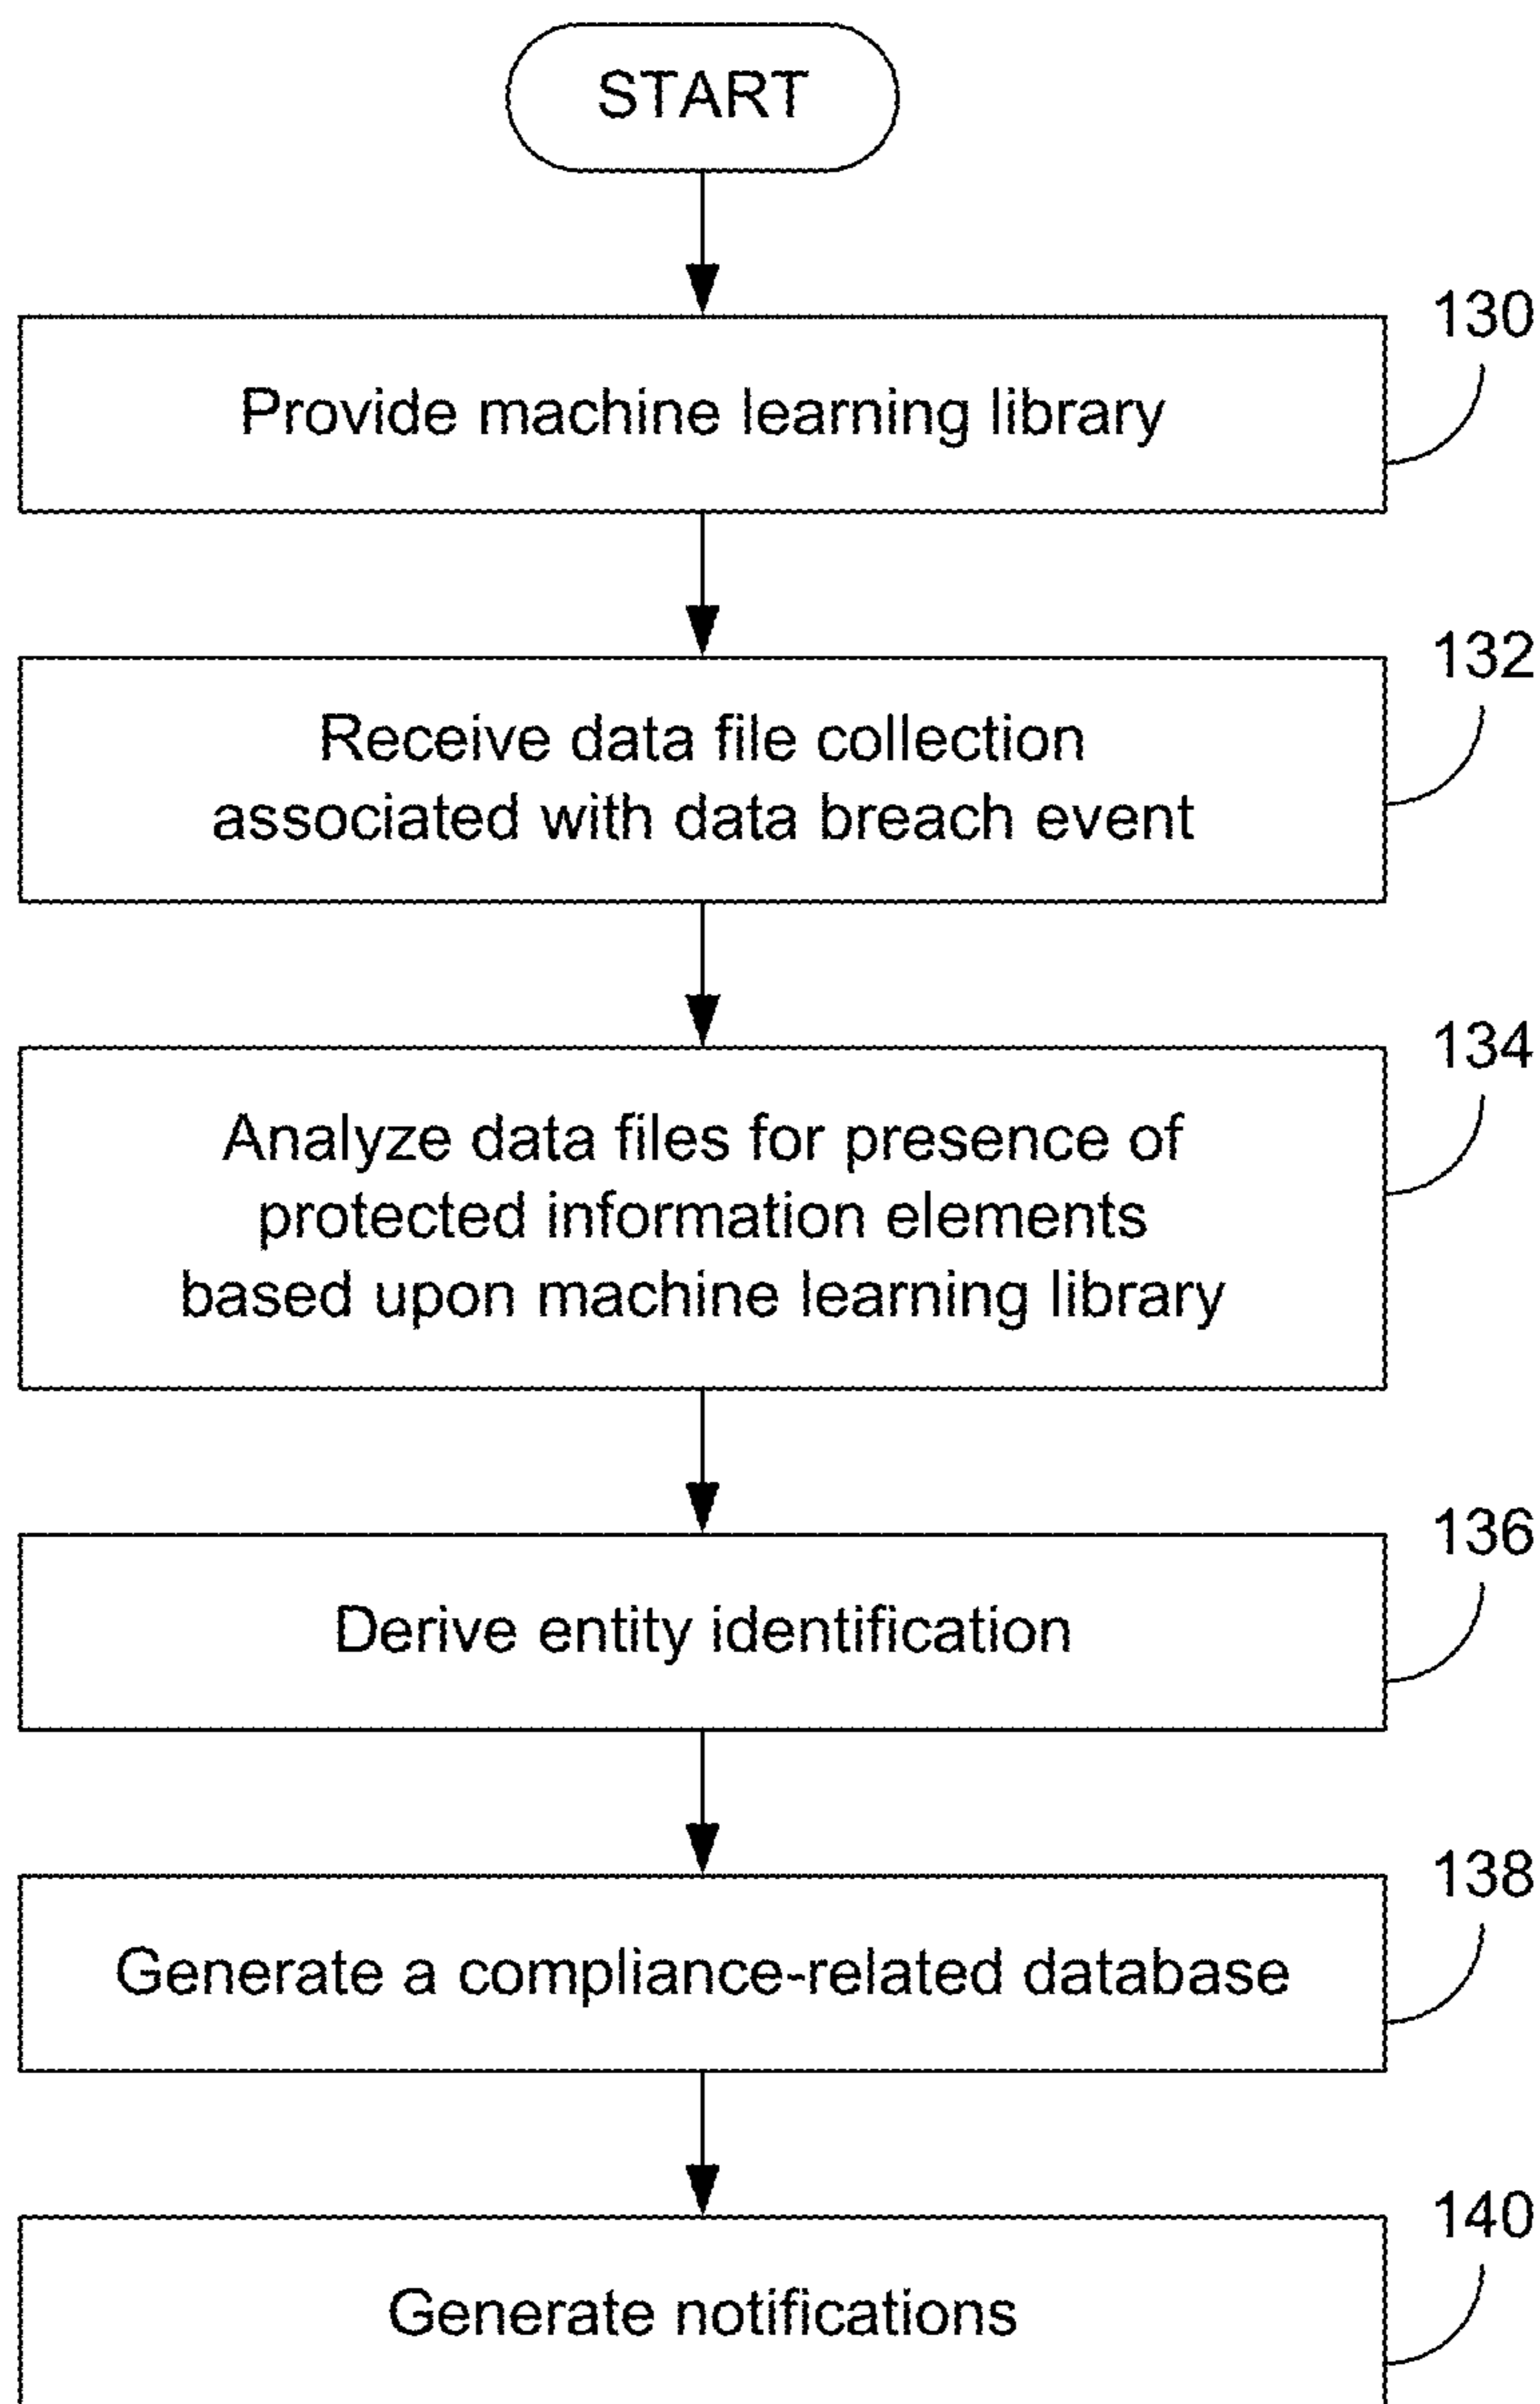 START
130
Provide machine learning library
132
Receive data file collection
associated with data breach event
134
Analyze data files for presence of
protected information elements
based upon machine learning library
136
Derive entity identification
138
Generate a compliance-related database
140
Generate notifications